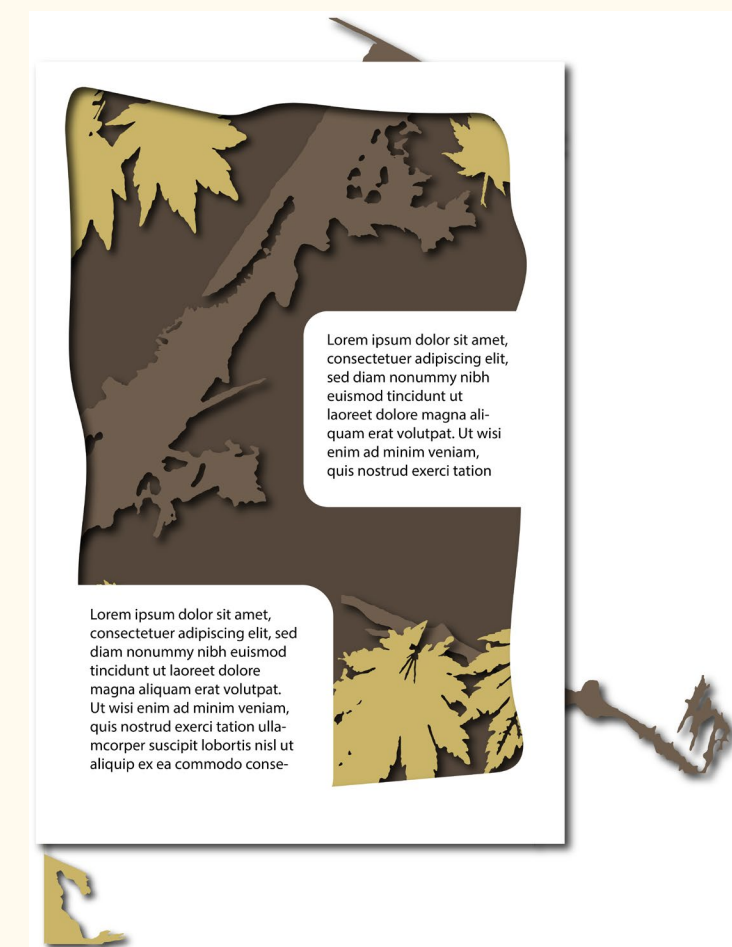 Lorem ipsum dolor sit amet,
consectetuer adipiscing elit,
sed diam nonummy nibh
euismod tincidunt ut
laoreet dolore magna ali-
quam erat volutpat. Ut wisi
enim ad minim veniam,
quis nostrud exerci tation
Lorem ipsum dolor sit amet,
consectetuer adipiscing elit, sed
diam nonummy nibh euismod
tincidunt ut laoreet dolore
magna aliquam erat volutpat.
Ut wisi enim ad minim veniam,
quis nostrud exerci tation ulla-
mcorper suscipit lobortis nisl ut
aliquip ex ea commodo conse-